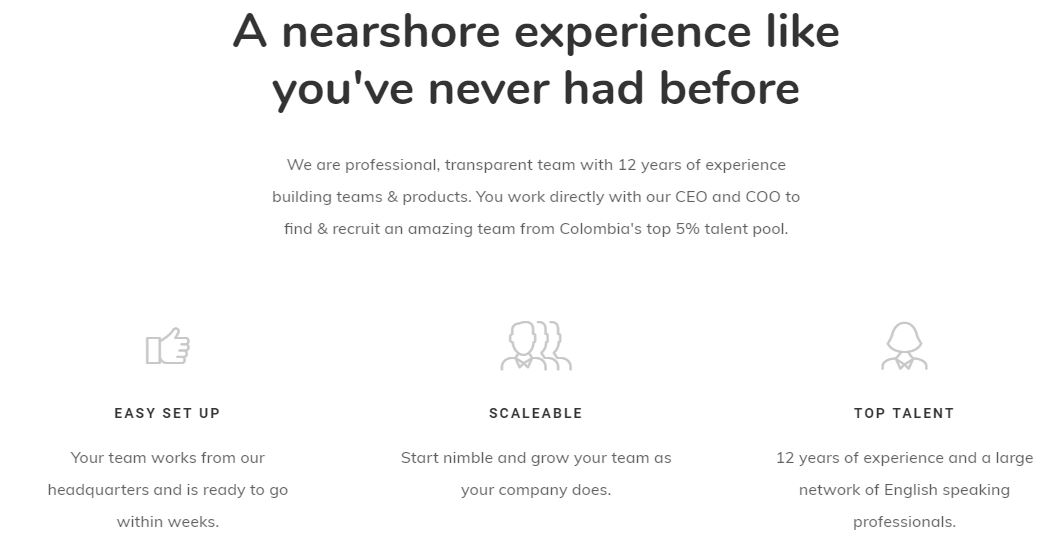 A nearshore experience like
you've never had before
We are professional, transparent team with 12 years of experience
building teams & products. You work directly with our CEO and COO to
find & recruit an amazing team from Colombia's top 5% talent pool.
EASY SET UP
Your team works from our
headquarters and is ready to go
within weeks.
SCALEABLE
Start nimble and grow your team as
your company does.
TOP TALENT
12 years of experience and a large
network of English speaking
professionals.